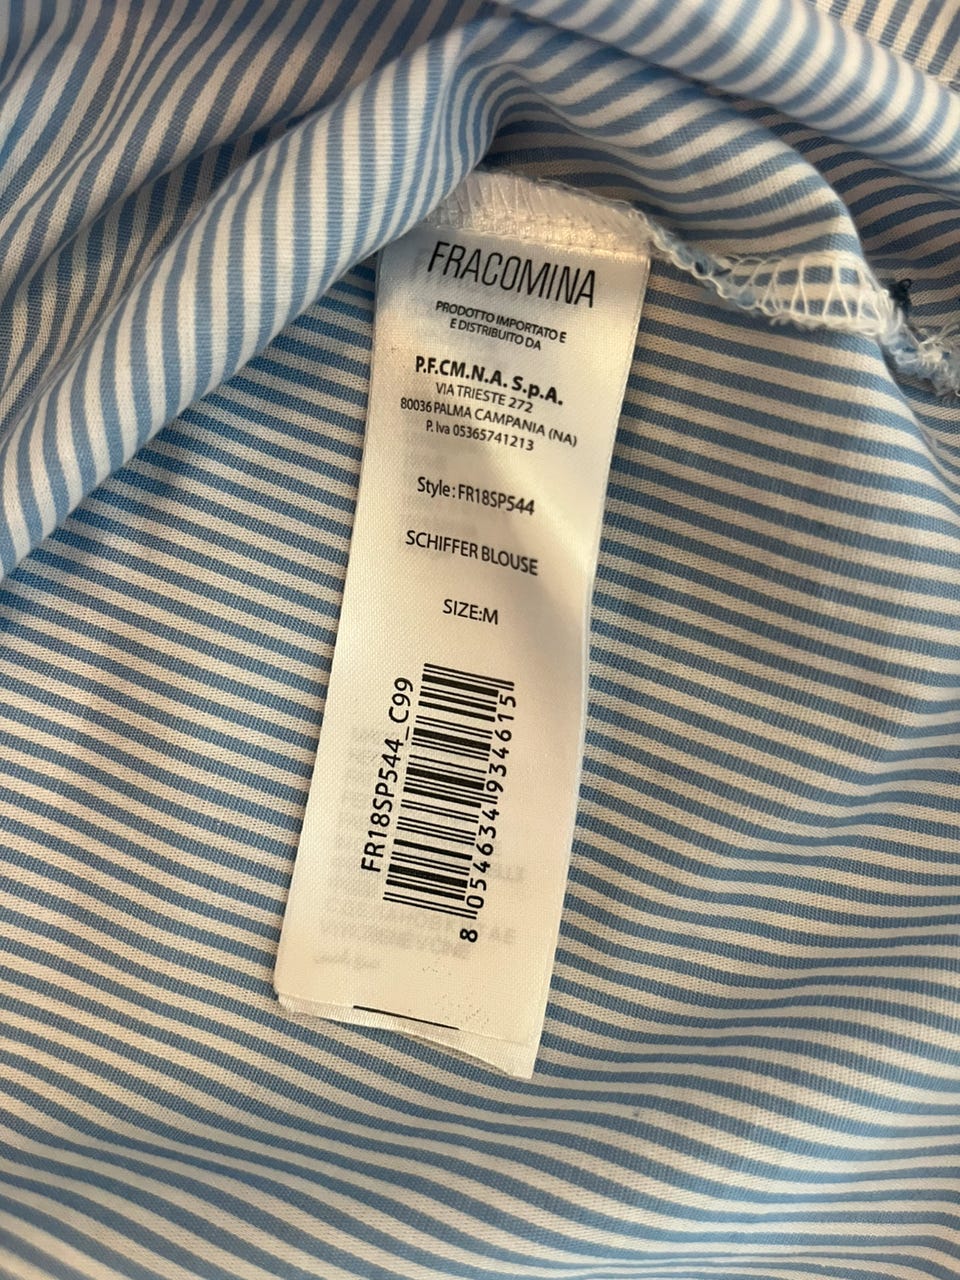 FRACOMINA
PRODOTTO IMPORTATO E
E DISTRIBUITO DA
P.F.CM.N.A. S.p.A.
VIA TRIESTE 272
80036 PALMA CAMPANIA (NA)
P. Iva 05365741213
Style: FR18SP544
SCHIFFER BLOUSE
SIZE:M
FR18SP544_C99
8 054634 934615